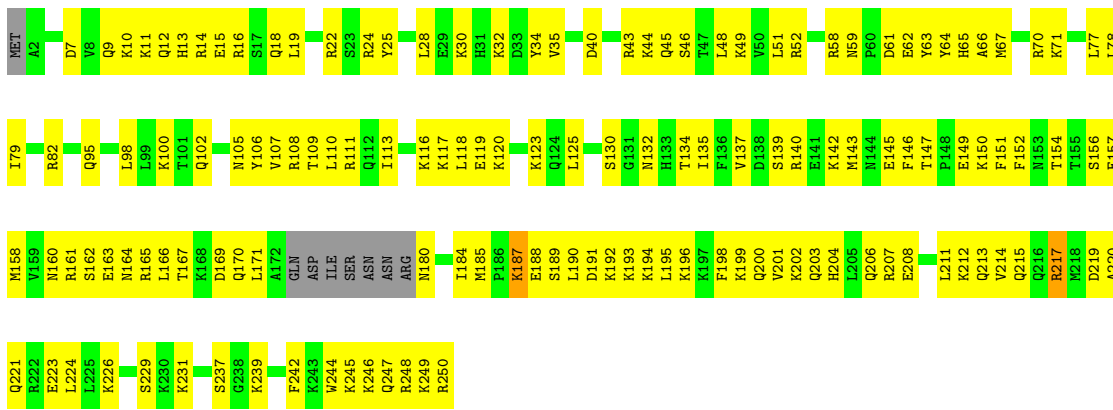 MET A2 D7 V8 Q9 K10 K11 Q12 H13 R14 E15 R16 S17 Q18 L19 R22 S23 R24 Y25 L28 E29 K30 H31 K32 D33 Y34 V35 D40 R43 K44 Q45 S46 T47 L48 K49 V50 L51 R52 R58 N59 P60 D61 E62 Y63 Y64 H65 A66 M67 R70 K71 L77
I79 R82 Q95 L98 L99 K100 T101 Q102 N105 Y106 V107 R108 T109 L110 R111 Q112 I113 K116 K117 L118 E119 K120 K123 Q124 L125 S130 G131 N132 H133 T134 I135 F136 V137 D138 S139 R140 E141 K142 M143 N144 E145 F146 T147 P148 E149 K150 F151 F152 N153 T154 T155 S156
M158 V159 N160 R161 S162 E163 N164 R165 L166 T167 K168 D169 Q170 L171 A172 GLN ASP ILE SER ASN ASN ARG N180 I184 M185 P186 K187 E188 S189 L190 D191 K192 K193 K194 L195 K196 K197 F198 K199 Q200 V201 K202 Q203 H204 L205 Q206 R207 E208 L211 K212 Q213 V214 Q215 Q216 R217 M218 D219 A220
Q221 R222 E223 L224 L225 K226 S229 K230 K231 S237 G238 K239 F242 K243 W244 K245 K246 Q247 R248 K249 R250